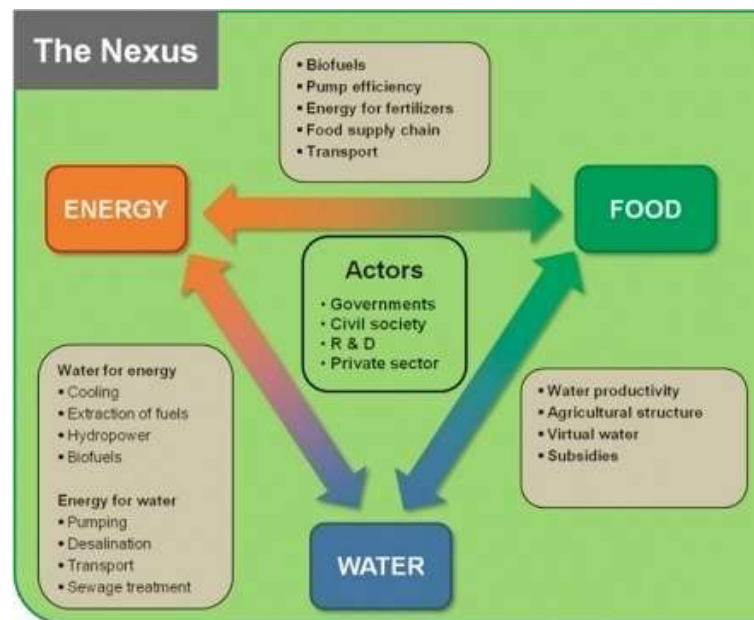 The Nexus
▪ Biofuels
▪ Pump efficiency
▪ Energy for fertilizers
▪ Food supply chain
▪ Transport
ENERGY
FOOD
Actors
• Governments
• Civil society
• R & D
• Private sector
Water for energy
▪ Cooling
▪ Extraction of fuels
▪ Hydropower
▪ Biofuels
Energy for water
▪ Pumping
▪ Desalination
▪ Transport
▪ Sewage treatment
▪ Water productivity
▪ Agricultural structure
▪ Virtual water
▪ Subsidies
WATER